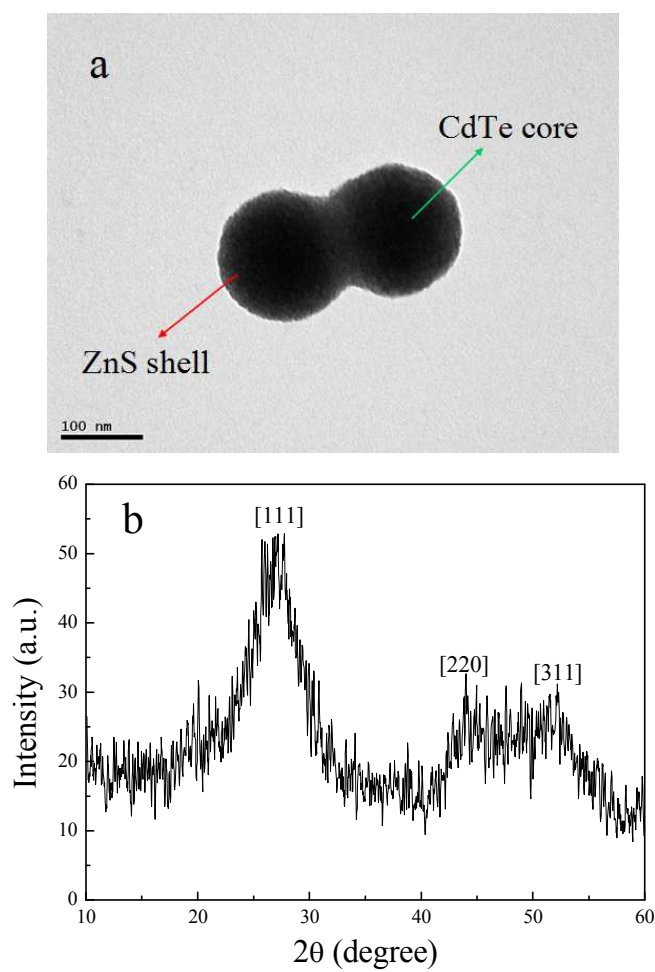 a
CdTe core
ZnS shell
100 nm
b
[111]
[220]
[311]
60
50
40
30
20
10
0
Intensity (a.u.)
10
20
30
40
50
60
2θ (degree)